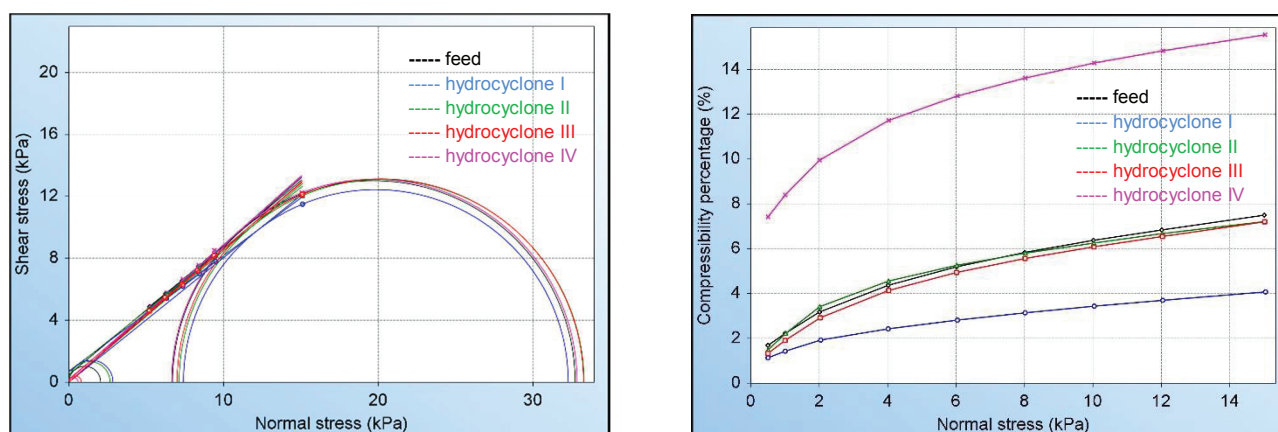 Shear stress (kPa)
22
18
12
8
4
0
feed
hydrocyclone I
hydrocyclone II
hydrocyclone III
hydrocyclone IV
0
10
20
30
Normal stress (kPa)
Compressibility percentage (%)
14
12
10
8
6
4
2
0
feed
hydrocyclone I
hydrocyclone II
hydrocyclone III
hydrocyclone IV
0
2
4
6
8
10
12
14
Normal stress (kPa)